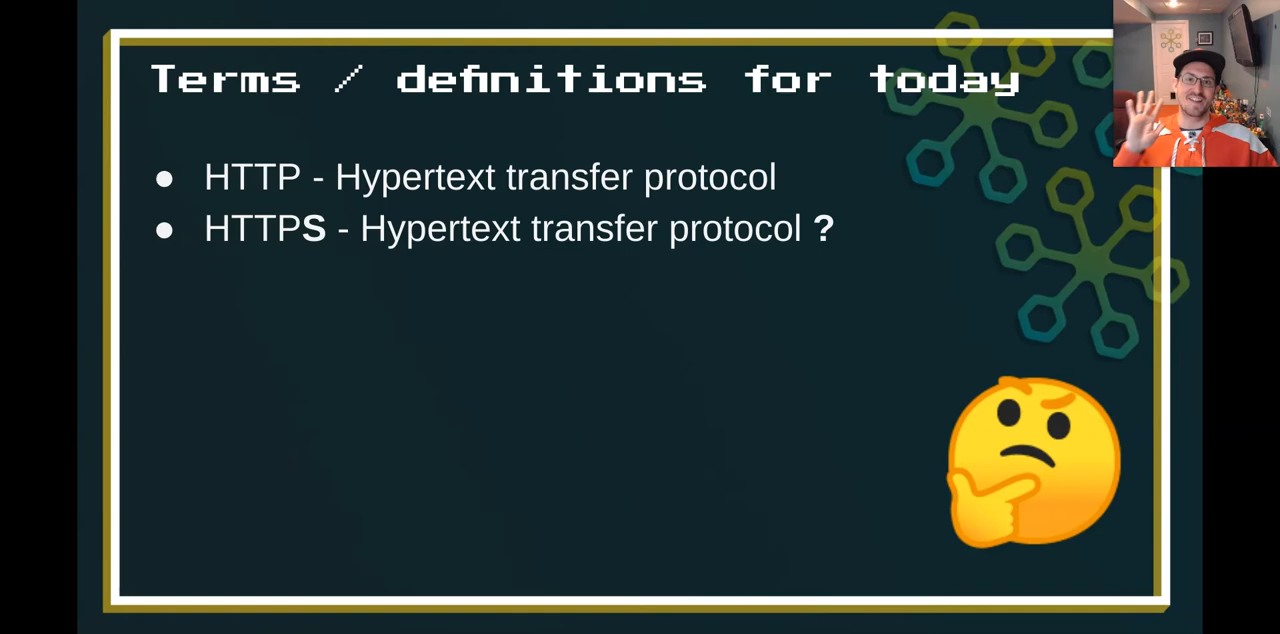 Terms / definitions for today
● HTTP - Hypertext transfer protocol
● HTTPS - Hypertext transfer protocol ?